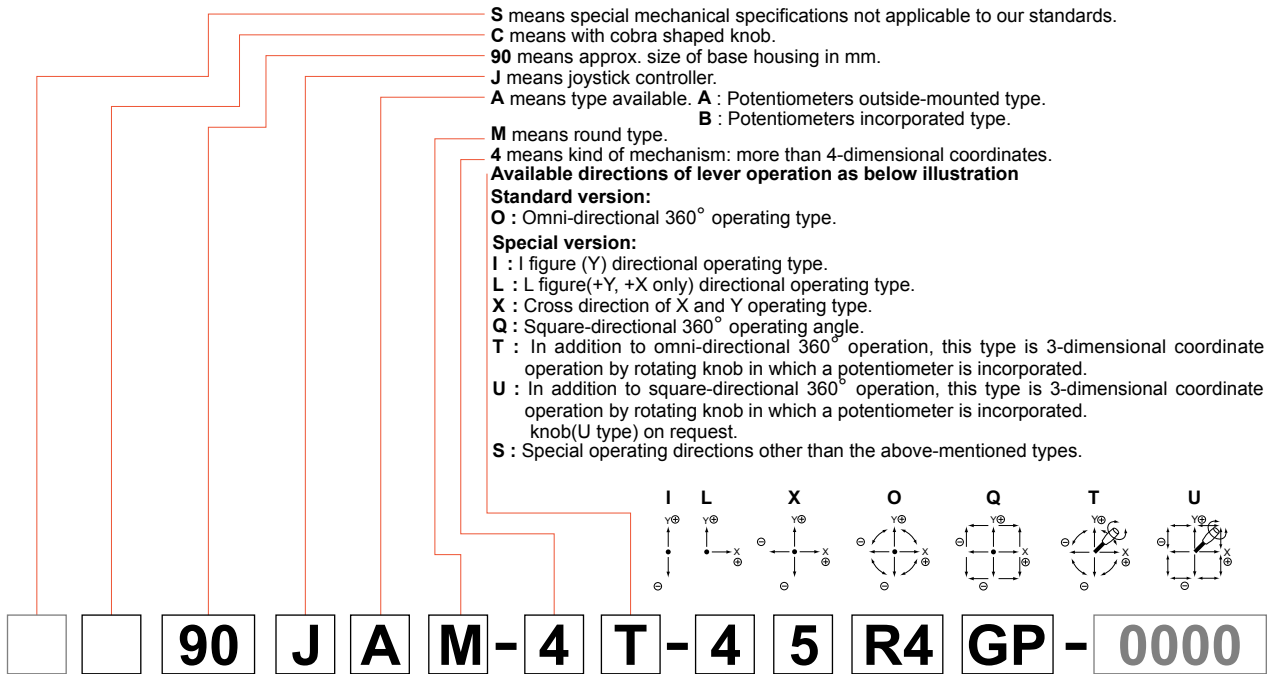 S means special mechanical specifications not applicable to our standards.
C means with cobra shaped knob.
90 means approx. size of base housing in mm.
J means joystick controller.
A means type available. A : Potentiometers outside-mounted type.
B : Potentiometers incorporated type.
M means round type.
4 means kind of mechanism: more than 4-dimensional coordinates.
Available directions of lever operation as below illustration
Standard version:
O : Omni-directional 360° operating type.
Special version:
I : I figure (Y) directional operating type.
L : L figure(+Y, +X only) directional operating type.
X : Cross direction of X and Y operating type.
Q : Square-directional 360° operating angle.
T : In addition to omni-directional 360° operation, this type is 3-dimensional coordinate
operation by rotating knob in which a potentiometer is incorporated.
U : In addition to square-directional 360° operation, this type is 3-dimensional coordinate
operation by rotating knob in which a potentiometer is incorporated.
knob(U type) on request.
S : Special operating directions other than the above-mentioned types.
I L X O Q T U
Y⊕ Y⊕ Y⊕ Y⊕ Y⊕ Y⊕ Y⊕
⊖ ⊖ ⊖ ⊖ ⊖
X X X X X X
⊕ ⊕ ⊕ ⊕ ⊕ ⊕
⊖ ⊖ ⊖ ⊖ ⊖ ⊖
90 J A M - 4 T - 4 5 R4 GP - 0000